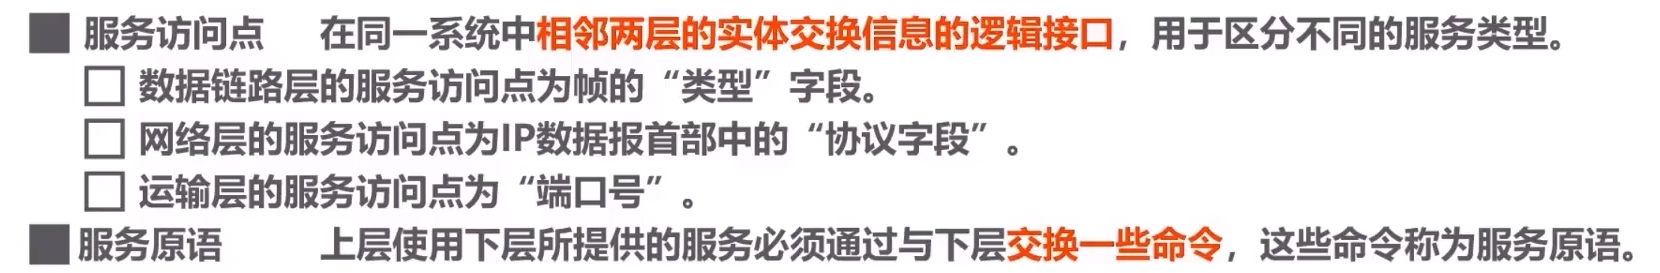 服务访问点 在同一系统中相邻两层的实体交换信息的逻辑接口，用于区分不同的服务类型。
数据链路层的服务访问点为帧的“类型”字段。
网络层的服务访问点为IP数据报首部中的“协议字段”。
运输层的服务访问点为“端口号”。
服务原语 上层使用下层所提供的服务必须通过与下层交换一些命令，这些命令称为服务原语。